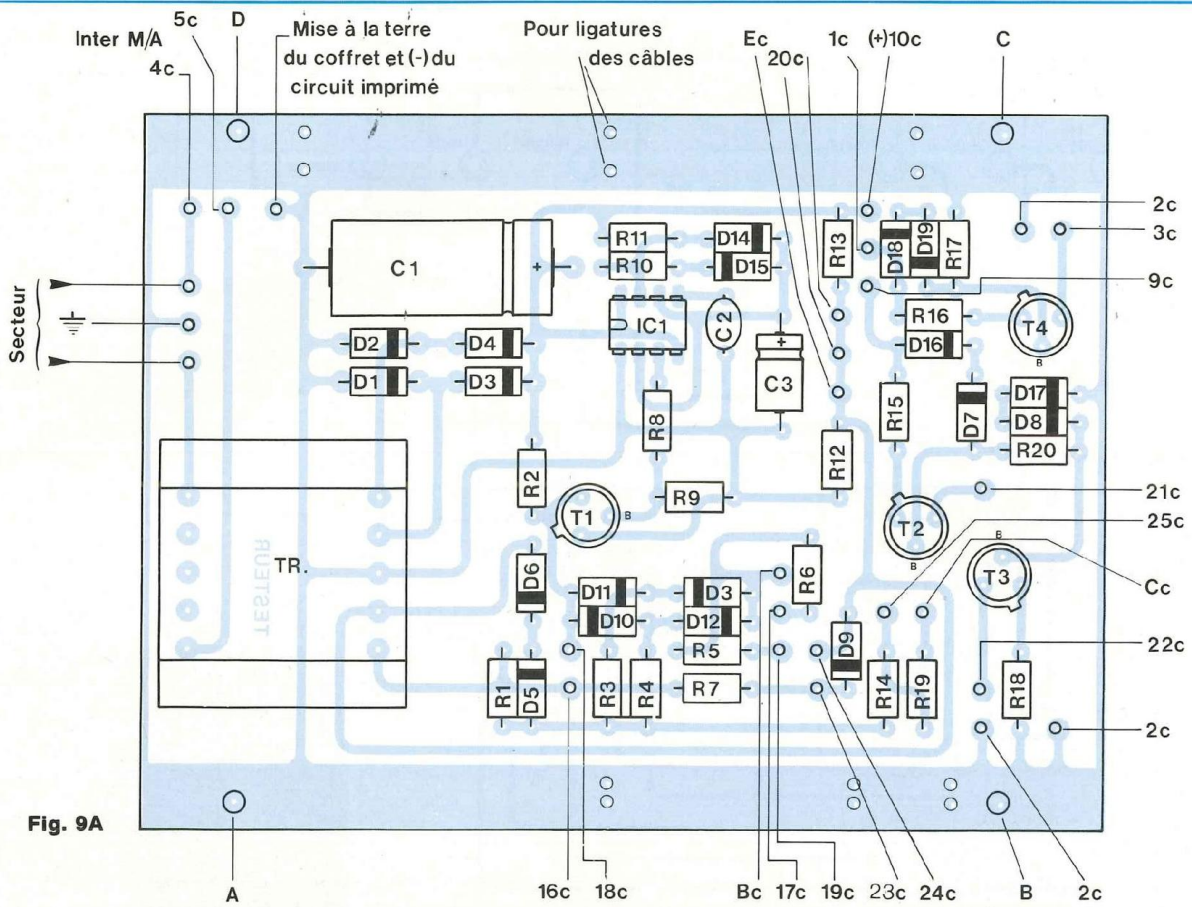 5c D
Inter M/A
4c
Mise à la terre
du coffret et (-) du
circuit imprimé
Pour ligatures
des câbles
Ec
20c
1c (+)10c
C
2c
3c
9c
Secteur
C1
+
R11
R10
D14
D15
R13
D18
D19
R17
IC1
C2
+
C3
R16
D16
T4
B
D2
D4
D1
D3
R8
R15
D7
D17
D8
R20
R2
R12
T1
B
R9
T2
B
21c
25c
TR.
TESTEUR
D6
D11
D10
D3
D12
R5
R6
B
T3
Cc
D9
R1
D5
R3
R4
R7
R14
R19
R18
22c
2c
Fig. 9A
A
16c
18c
Bc
17c
19c
23c
24c
B
2c